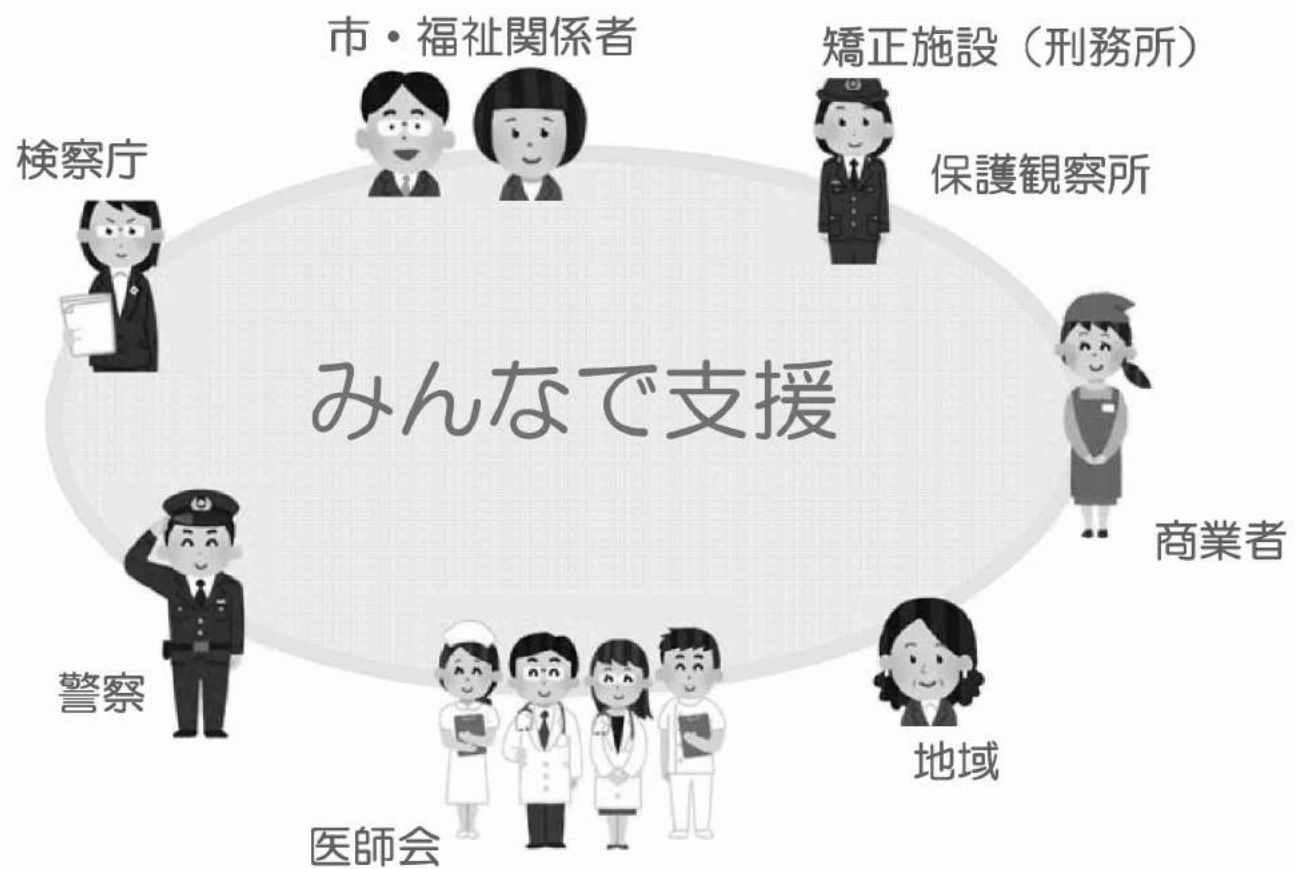 市・福祉関係者
矯正施設（刑務所）
検察庁
保護観察所
みんなで支援
商業者
警察
地域
医師会